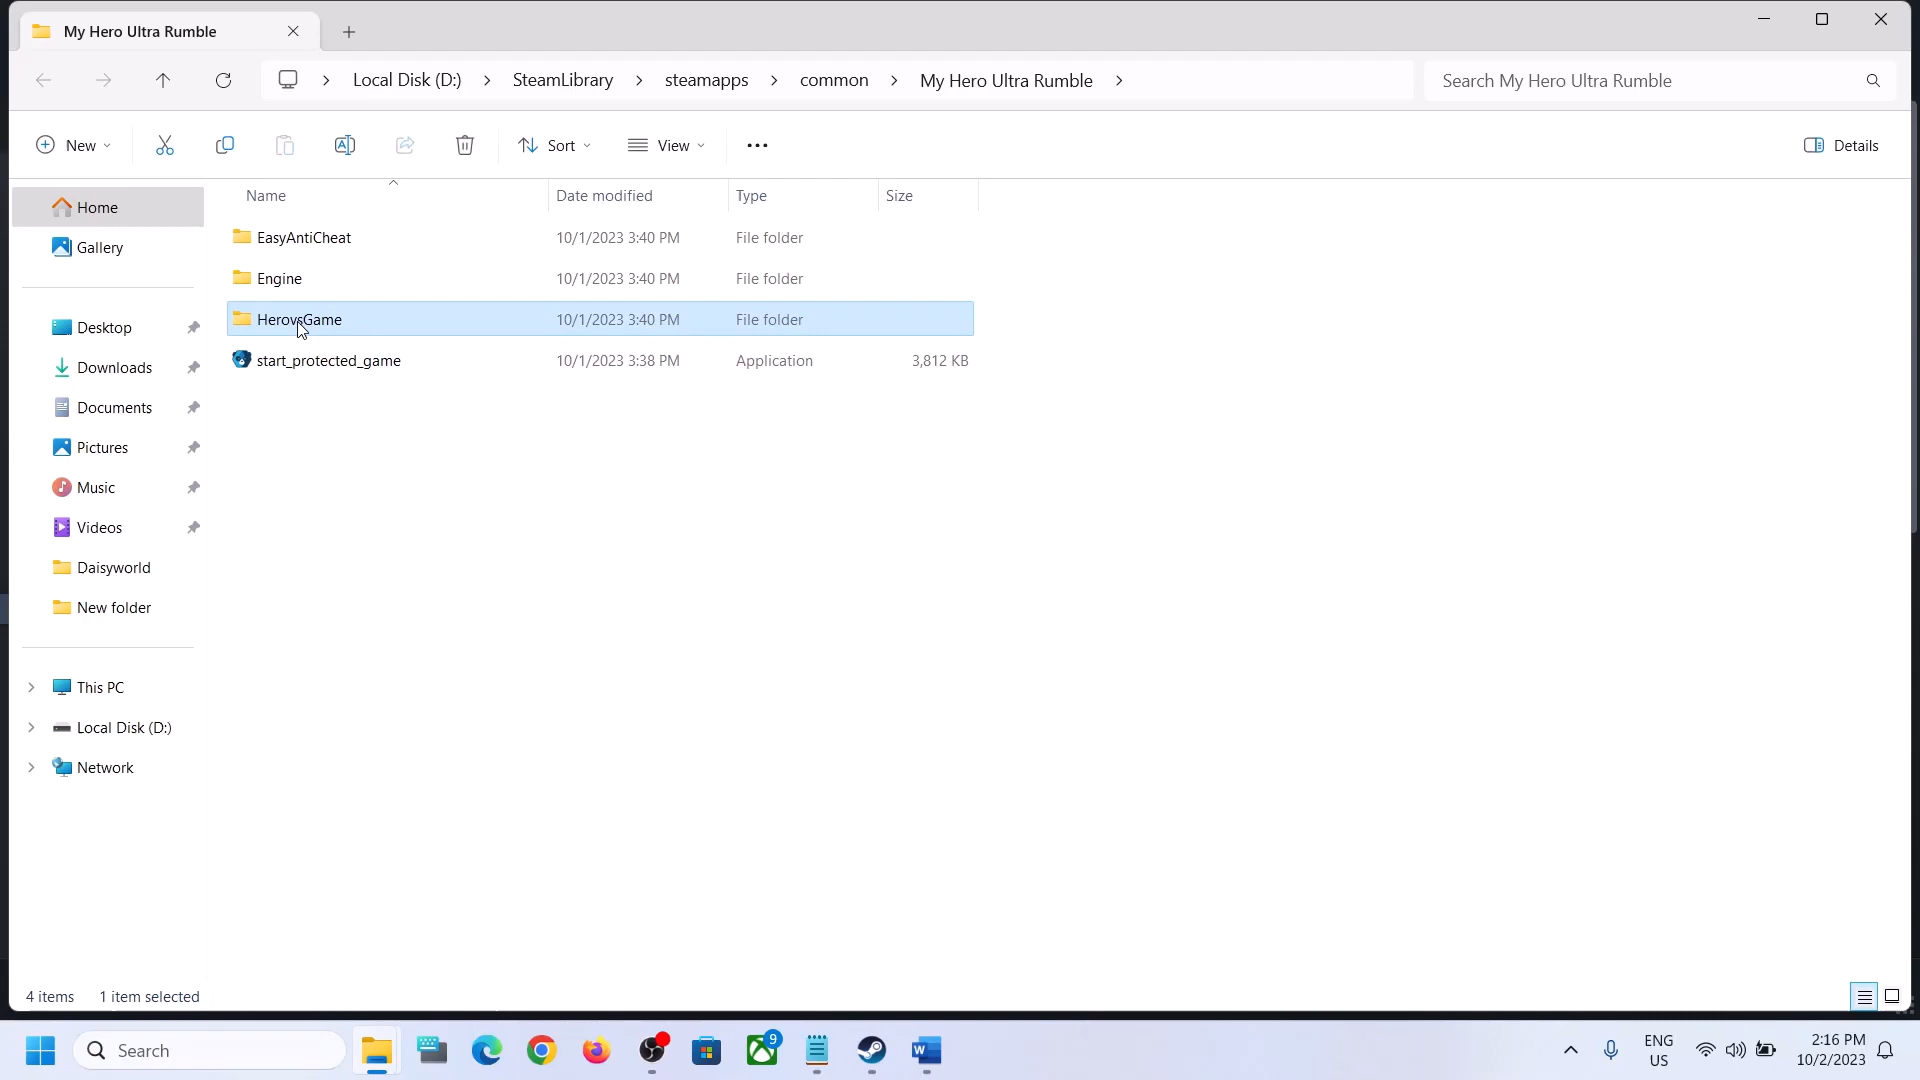 My Hero Ultra Rumble
Local Disk (D:) SteamLibrary steamapps common My Hero Ultra Rumble
Search My Hero Ultra Rumble
New Sort View Details
Name Date modified Type Size
Home
Gallery
Desktop
Downloads
Documents
Pictures
Music
Videos
Daisyworld
New folder
This PC
Local Disk (D:)
Network
EasyAntiCheat 10/1/2023 3:40 PM File folder
Engine 10/1/2023 3:40 PM File folder
HerovsGame 10/1/2023 3:40 PM File folder
start_protected_game 10/1/2023 3:38 PM Application 3,812 KB
4 items 1 item selected
Search
9
ENG
US
2:16 PM
10/2/2023